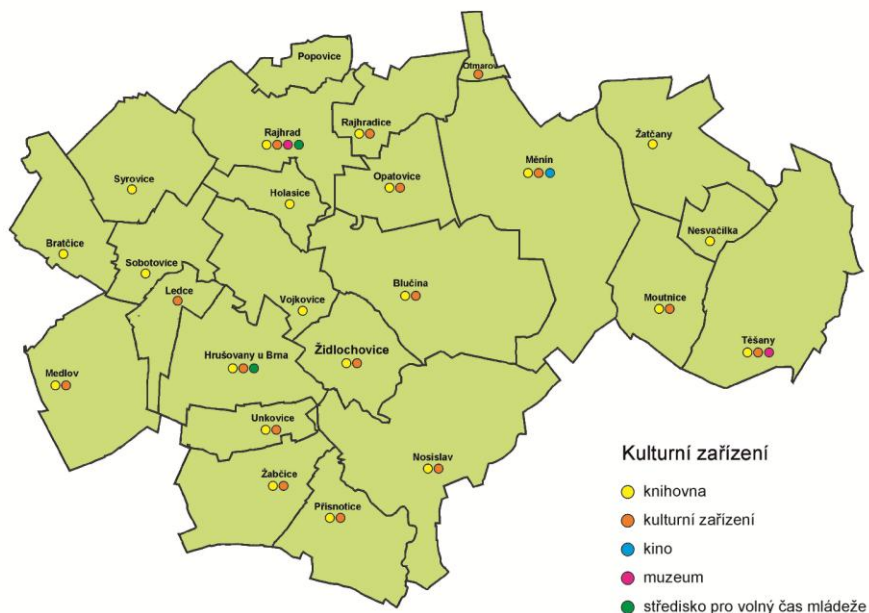 Popovice
Otmarov
Rajhrad
Rajhradice
Žatčany
Syrovice
Holasice
Opatovice
Měnín
Nesvačilka
Bratčice
Sobotovice
Ledce
Vojkovice
Blučina
Moutnice
Medlov
Hrušovany u Brna
Židlochovice
Těšany
Unkovice
Nosislav
Žabčice
Přisnotice
Kulturní zařízení
knihovna
kulturní zařízení
kino
muzeum
středisko pro volný čas mládeže